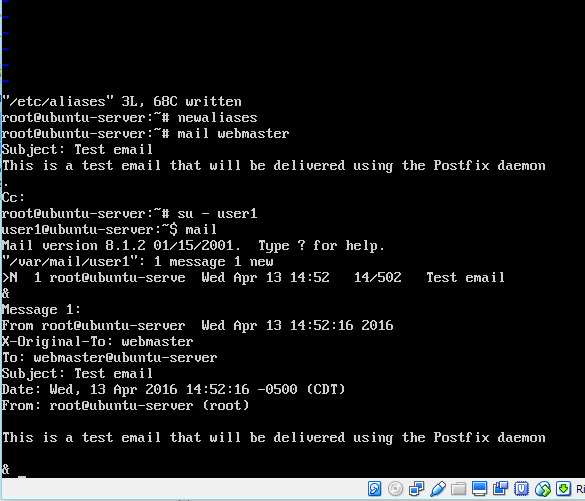 ~
~
~
~
~
~
"/etc/aliases" 3L, 68C written
root@ubuntu-server:~# newaliases
root@ubuntu-server:~# mail webmaster
Subject: Test email
This is a test email that will be delivered using the Postfix daemon
.
Cc:
root@ubuntu-server:~# su - user1
user1@ubuntu-server:~$ mail
Mail version 8.1.2 01/15/2001.  Type ? for help.
"/var/mail/user1": 1 message 1 new
>N  1 root@ubuntu-serve  Wed Apr 13 14:52   14/502   Test email
&
Message 1:
From root@ubuntu-server  Wed Apr 13 14:52:16 2016
X-Original-To: webmaster
To: webmaster@ubuntu-server
Subject: Test email
Date: Wed, 13 Apr 2016 14:52:16 -0500 (CDT)
From: root@ubuntu-server (root)
This is a test email that will be delivered using the Postfix daemon
& _